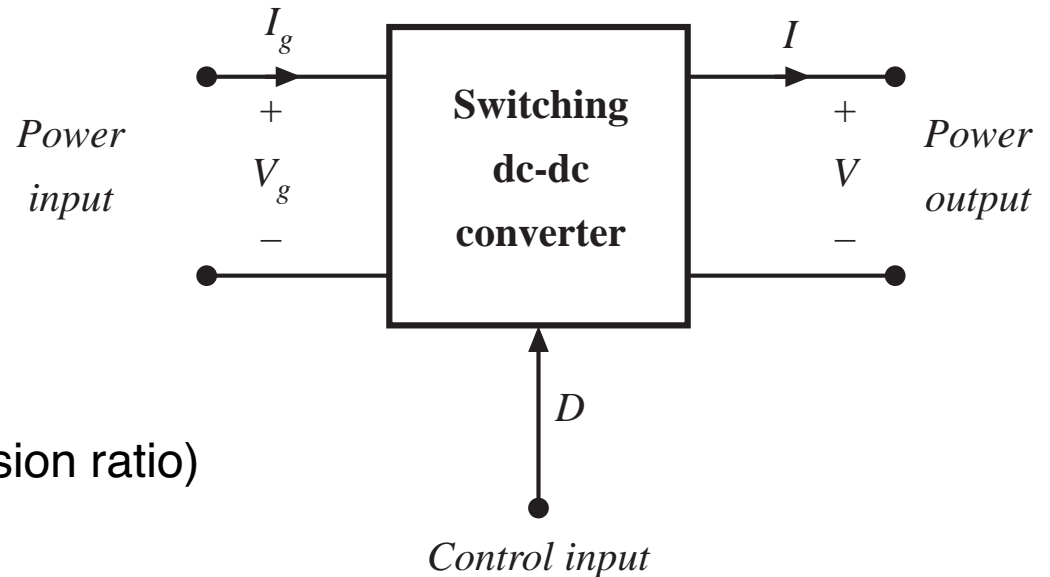 I_g
I
Power
input
+
V_g
−
Switching
dc-dc
converter
+
V
−
Power
output
D
sion ratio)
Control input